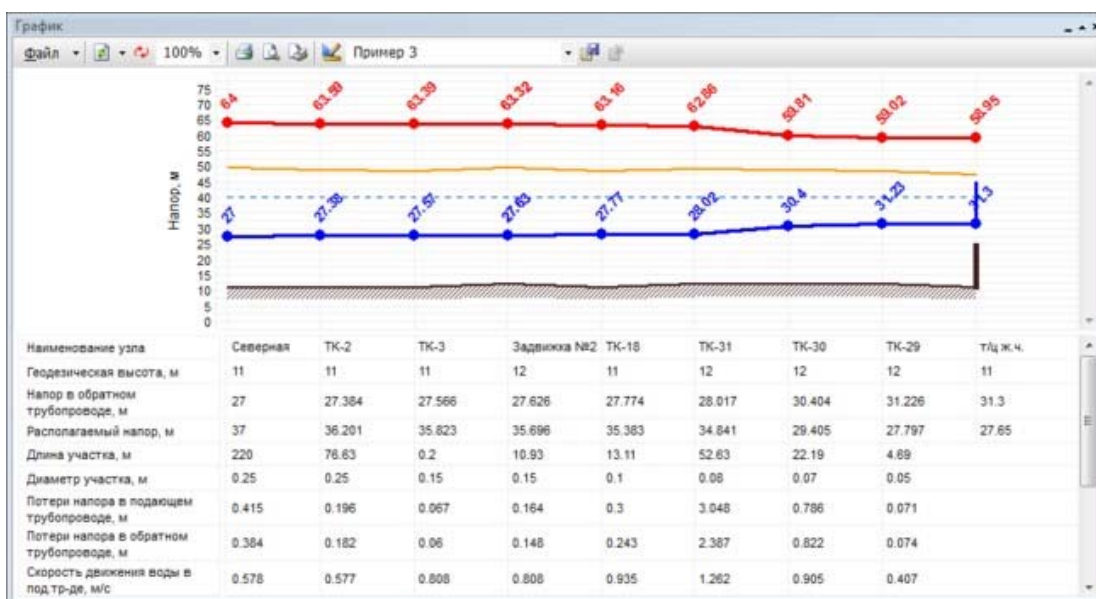 График
Файл 100% Пример 3
75
70
65
60
55
50
45
40
35
30
25
20
15
10
5
0
Напор, м
64 63.59 63.39 63.32 63.16 62.86 59.81 59.02 58.95
27 27.38 27.57 27.63 27.77 28.02 30.4 31.23 31.3
Наименование узла Северная ТК-2 ТК-3 Задвижка №2 ТК-18 ТК-31 ТК-30 ТК-29 т/ц ж.ч.
Геодезическая высота, м 11 11 11 12 11 12 12 12 11
Напор в обратном
трубопроводе, м 27 27.384 27.566 27.626 27.774 28.017 30.404 31.226 31.3
Располагаемый напор, м 37 36.201 35.823 35.696 35.383 34.841 29.405 27.797 27.65
Длина участка, м 220 76.63 0.2 10.93 13.11 52.63 22.19 4.69
Диаметр участка, м 0.25 0.25 0.15 0.15 0.1 0.08 0.07 0.05
Потери напора в подающем
трубопроводе, м 0.415 0.196 0.067 0.164 0.3 3.048 0.786 0.071
Потери напора в обратном
трубопроводе, м 0.384 0.182 0.06 0.148 0.243 2.387 0.822 0.074
Скорость движения воды в
под.тр-де, м/с 0.578 0.577 0.808 0.808 0.935 1.262 0.905 0.407